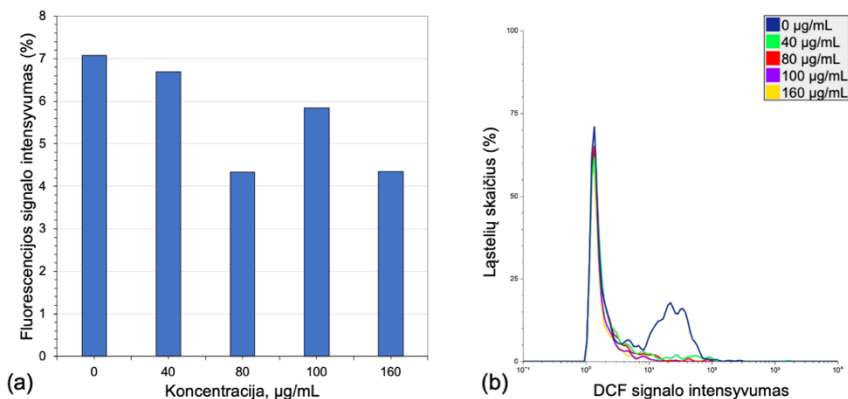 8
7
6
5
4
3
2
1
0
Fluorescencijos signalo intensyvumas (%)
0 40 80 100 160
Koncentracija, µg/mL
(a)
0 µg/mL
40 µg/mL
80 µg/mL
100 µg/mL
160 µg/mL
100
75
50
25
0
Ląstelių skaičius (%)
DCF signalo intensyvumas
(b)